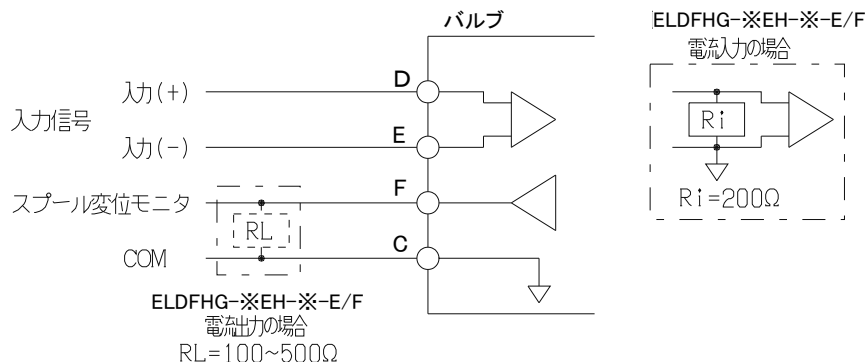 バルブ
ELDFHG-※EH-※-E/F
電流入力の場合
入力信号
入力(+)
D
入力(-)
E
Ri
Ri=200Ω
スプール変位モニタ
F
RL
COM
C
ELDFHG-※EH-※-E/F
電流出力の場合
RL=100~500Ω